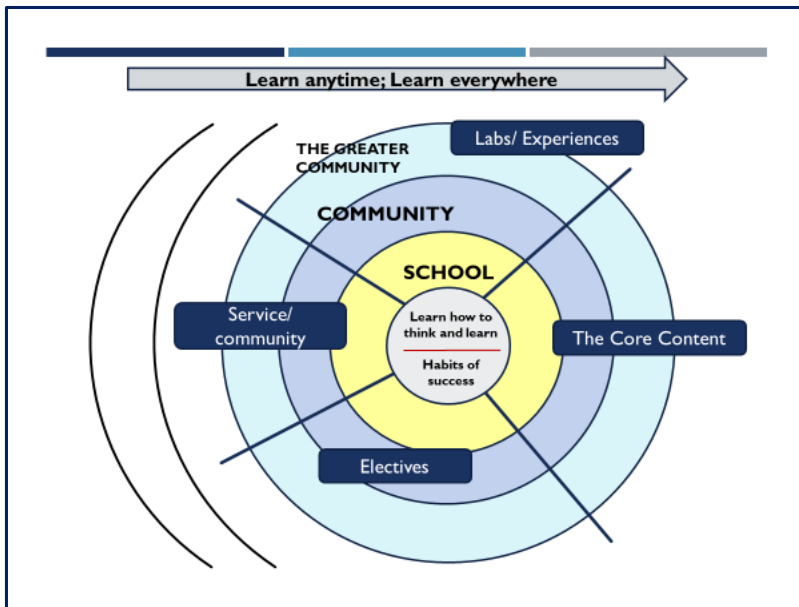 Learn anytime; Learn everywhere
Labs/ Experiences
THE GREATER
COMMUNITY
COMMUNITY
SCHOOL
Learn how to
think and learn
Habits of
success
Service/
community
The Core Content
Electives